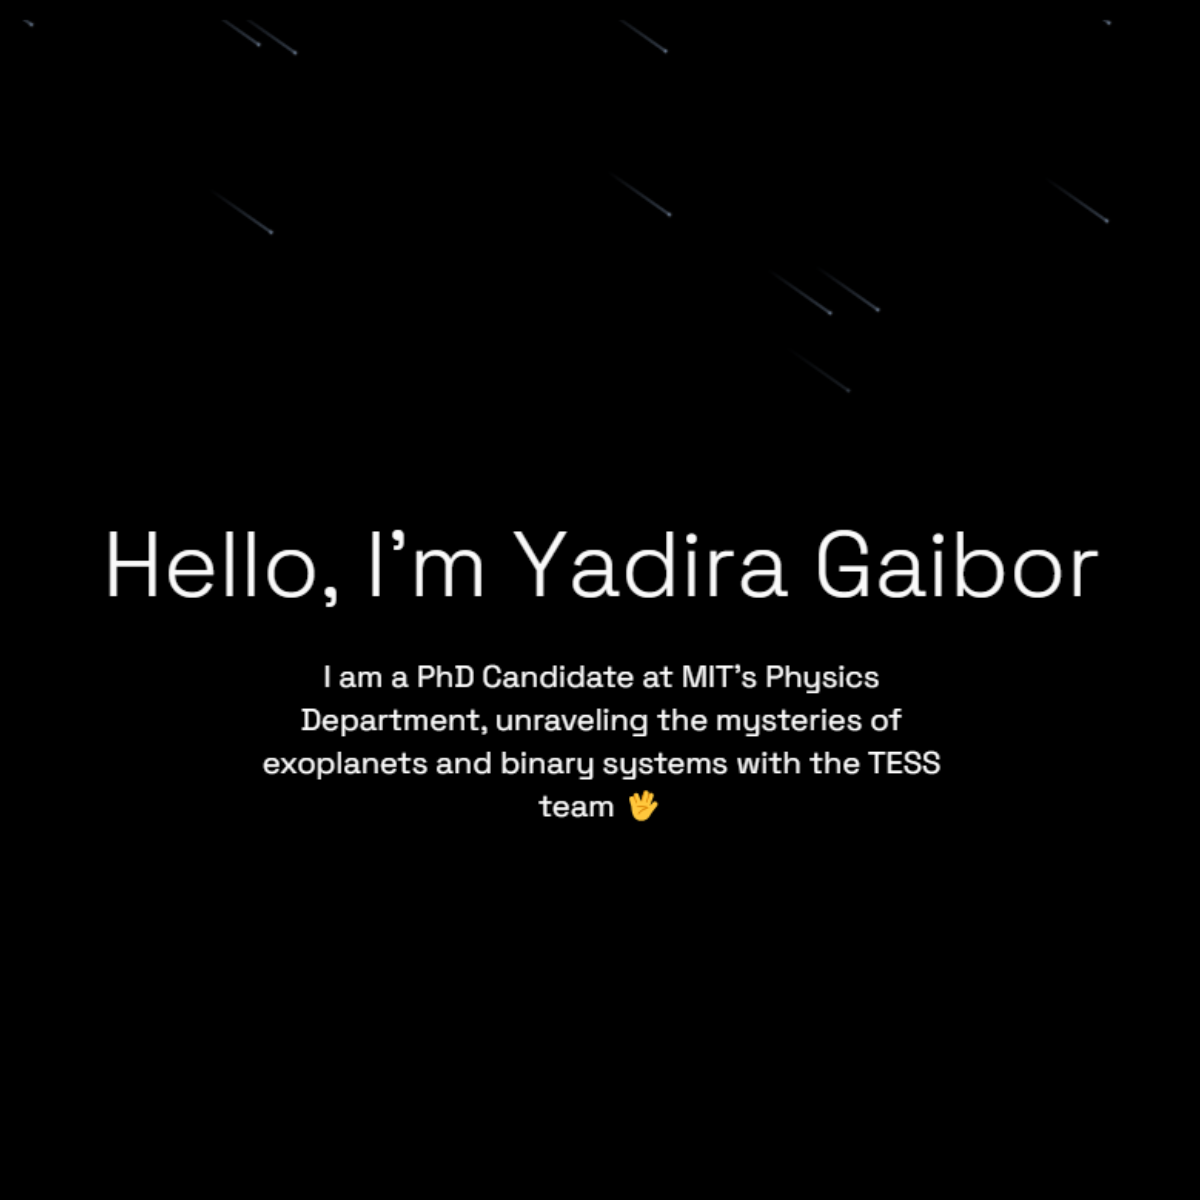 Hello, I’m Yadira Gaibor
I am a PhD Candidate at MIT’s Physics
Department, unraveling the mysteries of
exoplanets and binary systems with the TESS
team 🖖